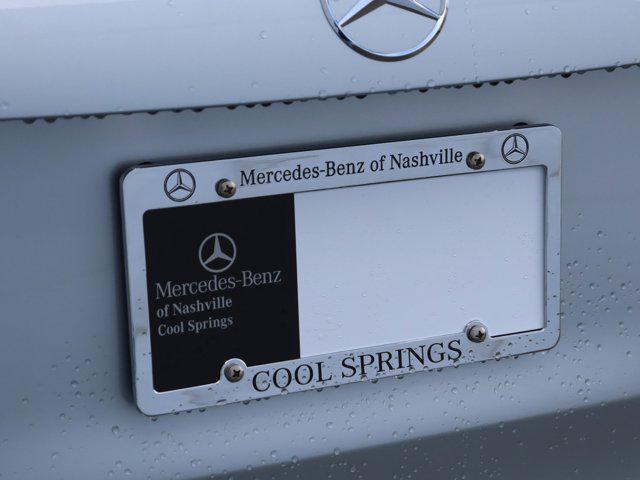 Mercedes-Benz of Nashville
Mercedes-Benz
of Nashville
Cool Springs
COOL SPRINGS